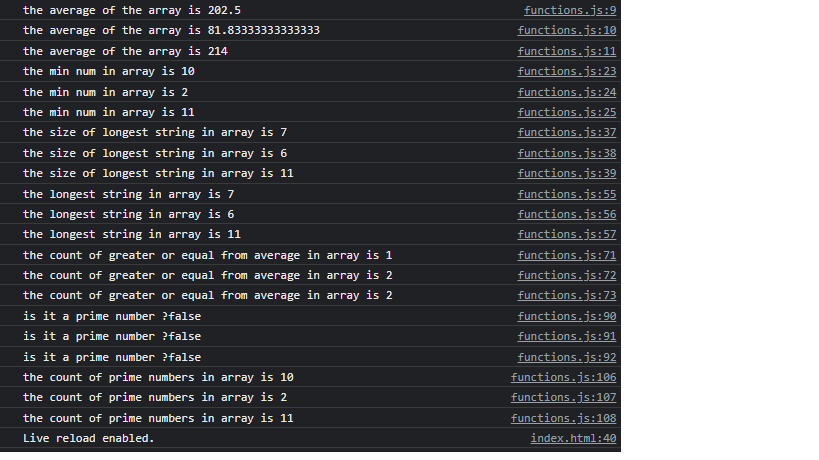 the average of the array is 202.5 functions.js:9
the average of the array is 81.83333333333333 functions.js:10
the average of the array is 214 functions.js:11
the min num in array is 10 functions.js:23
the min num in array is 2 functions.js:24
the min num in array is 11 functions.js:25
the size of longest string in array is 7 functions.js:37
the size of longest string in array is 6 functions.js:38
the size of longest string in array is 11 functions.js:39
the longest string in array is 7 functions.js:55
the longest string in array is 6 functions.js:56
the longest string in array is 11 functions.js:57
the count of greater or equal from average in array is 1 functions.js:71
the count of greater or equal from average in array is 2 functions.js:72
the count of greater or equal from average in array is 2 functions.js:73
is it a prime number ?false functions.js:90
is it a prime number ?false functions.js:91
is it a prime number ?false functions.js:92
the count of prime numbers in array is 10 functions.js:106
the count of prime numbers in array is 2 functions.js:107
the count of prime numbers in array is 11 functions.js:108
Live reload enabled. index.html:40